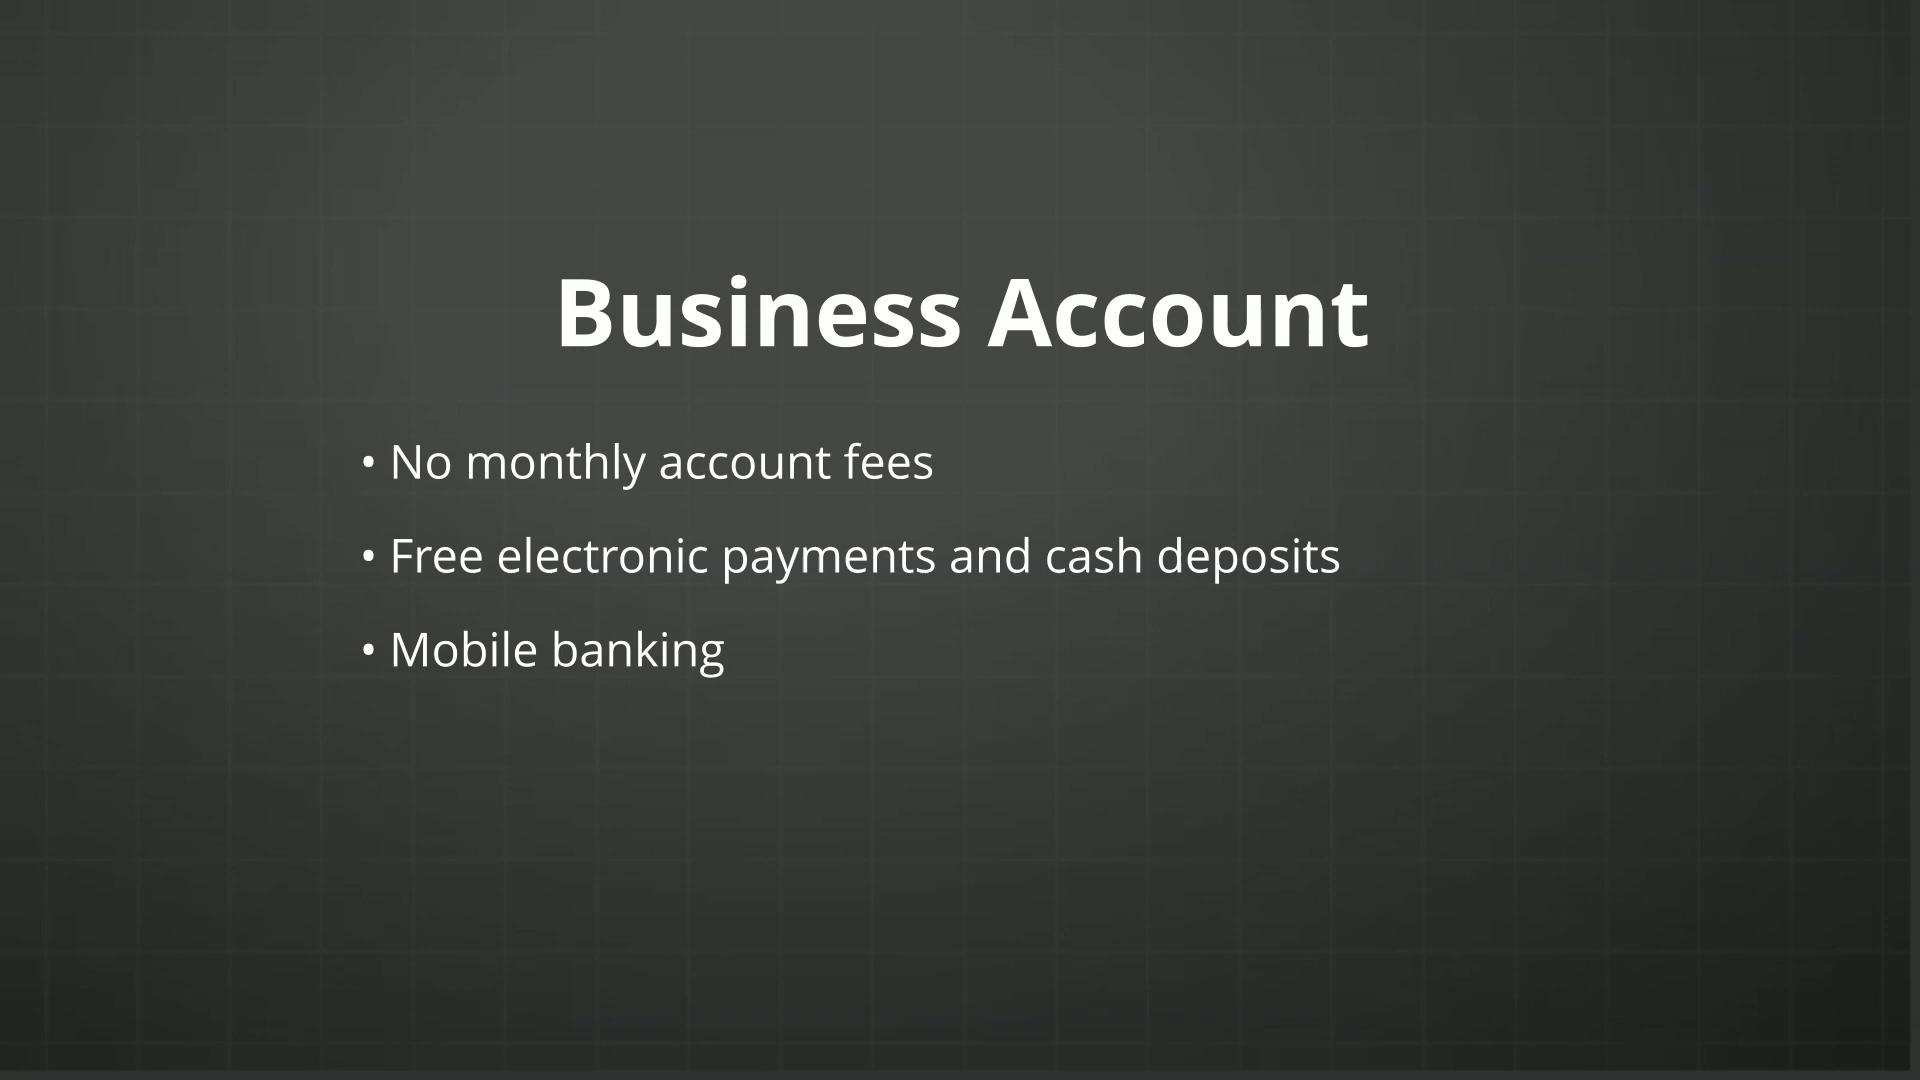 Business Account
• No monthly account fees
• Free electronic payments and cash deposits
• Mobile banking